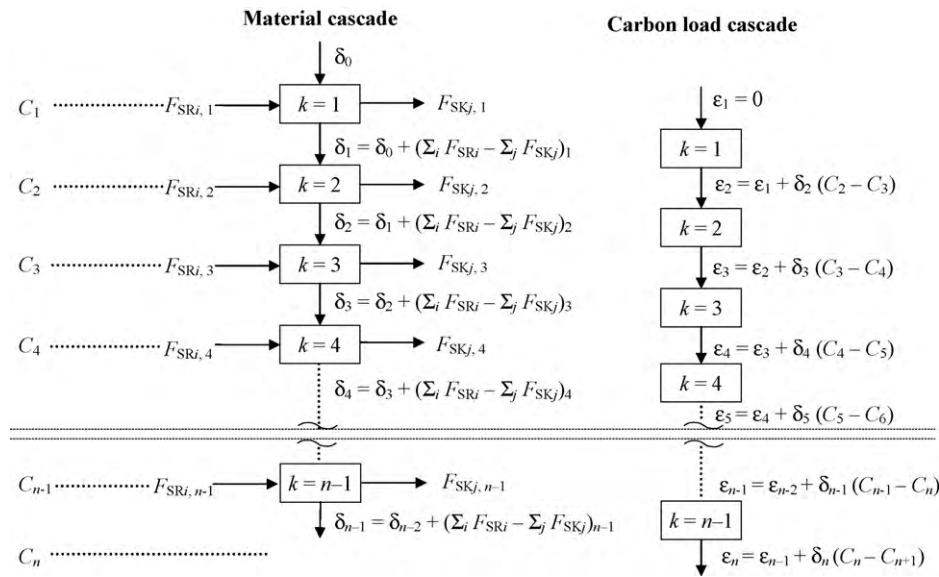 Material cascade
Carbon load cascade
δ₀
C₁ F_SRi, 1 k = 1 F_SKj, 1
ε₁ = 0
δ₁ = δ₀ + (Σᵢ F_SRi – Σⱼ F_SKj)₁
k = 1
C₂ F_SRi, 2 k = 2 F_SKj, 2
ε₂ = ε₁ + δ₂ (C₂ – C₃)
δ₂ = δ₁ + (Σᵢ F_SRi – Σⱼ F_SKj)₂
k = 2
C₃ F_SRi, 3 k = 3 F_SKj, 3
ε₃ = ε₂ + δ₃ (C₃ – C₄)
δ₃ = δ₂ + (Σᵢ F_SRi – Σⱼ F_SKj)₃
k = 3
C₄ F_SRi, 4 k = 4 F_SKj, 4
ε₄ = ε₃ + δ₄ (C₄ – C₅)
δ₄ = δ₃ + (Σᵢ F_SRi – Σⱼ F_SKj)₄
k = 4
ε₅ = ε₄ + δ₅ (C₅ – C₆)
Cₙ₋₁ F_SRi, n-1 k = n–1 F_SKj, n–1
εₙ₋₁ = εₙ₋₂ + δₙ₋₁ (Cₙ₋₁ – Cₙ)
δₙ₋₁ = δₙ₋₂ + (Σᵢ F_SRi – Σⱼ F_SKj)ₙ₋₁
k = n–1
Cₙ
εₙ = εₙ₋₁ + δₙ (Cₙ – Cₙ₊₁)